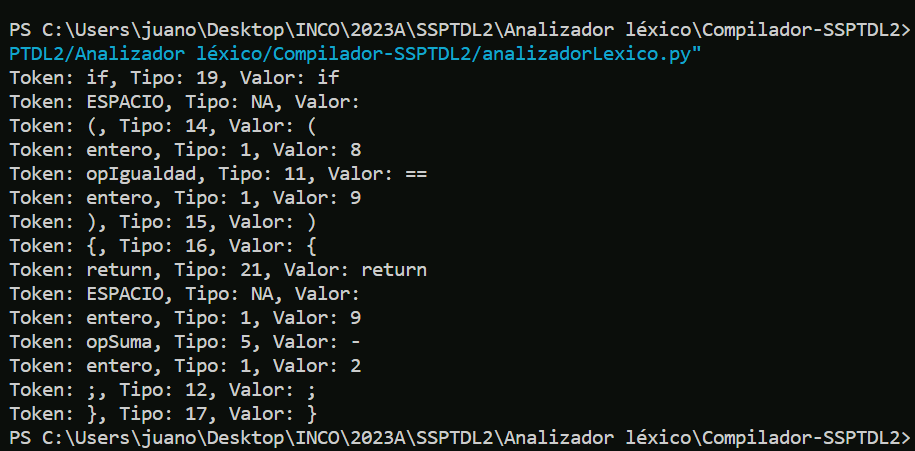 PS C:\Users\juano\Desktop\INCO\2023A\SSPTDL2\Analizador léxico\Compilador-SSPTDL2>
PTDL2/Analizador léxico/Compilador-SSPTDL2/analizadorLexico.py"
Token: if, Tipo: 19, Valor: if
Token: ESPACIO, Tipo: NA, Valor:
Token: (, Tipo: 14, Valor: (
Token: entero, Tipo: 1, Valor: 8
Token: opIgualdad, Tipo: 11, Valor: ==
Token: entero, Tipo: 1, Valor: 9
Token: ), Tipo: 15, Valor: )
Token: {, Tipo: 16, Valor: {
Token: return, Tipo: 21, Valor: return
Token: ESPACIO, Tipo: NA, Valor:
Token: entero, Tipo: 1, Valor: 9
Token: opSuma, Tipo: 5, Valor: -
Token: entero, Tipo: 1, Valor: 2
Token: ;, Tipo: 12, Valor: ;
Token: }, Tipo: 17, Valor: }
PS C:\Users\juano\Desktop\INCO\2023A\SSPTDL2\Analizador léxico\Compilador-SSPTDL2>